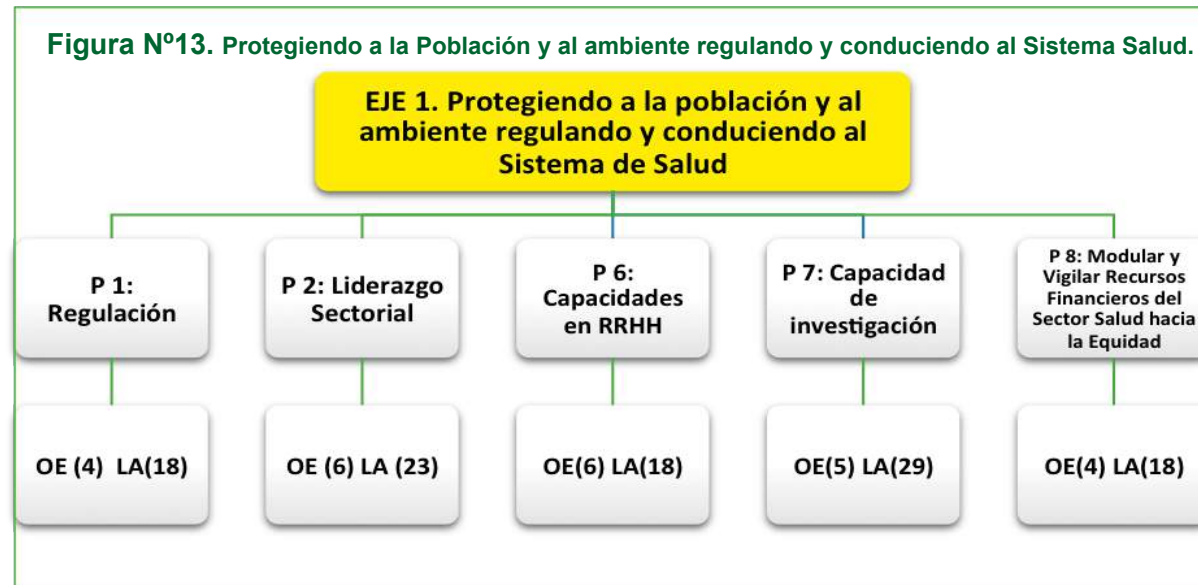 Figura Nº13. Protegiendo a la Población y al ambiente regulando y conduciendo al Sistema Salud.
EJE 1. Protegiendo a la población y al
ambiente regulando y conduciendo al
Sistema de Salud
P 1:
Regulación
P 2: Liderazgo
Sectorial
P 6:
Capacidades
en RRHH
P 7: Capacidad
de
investigación
P 8: Modular y
Vigilar Recursos
Financieros del
Sector Salud hacia
la Equidad
OE (4) LA(18)
OE (6) LA (23)
OE(6) LA(18)
OE(5) LA(29)
OE(4) LA(18)